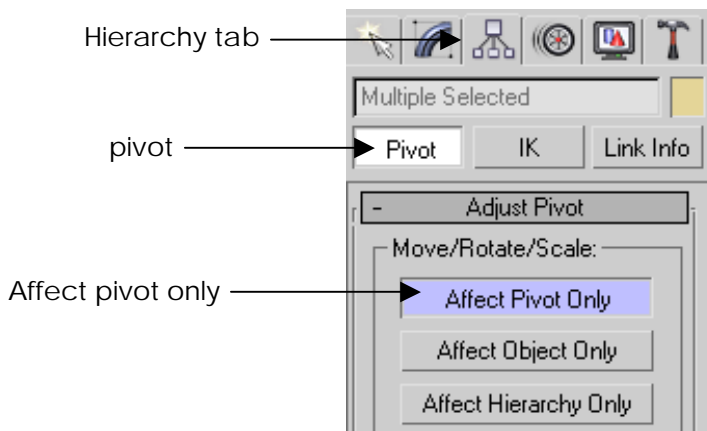 Hierarchy tab
Multiple Selected
pivot
Pivot IK Link Info
- Adjust Pivot
Move/Rotate/Scale:
Affect pivot only
Affect Pivot Only
Affect Object Only
Affect Hierarchy Only